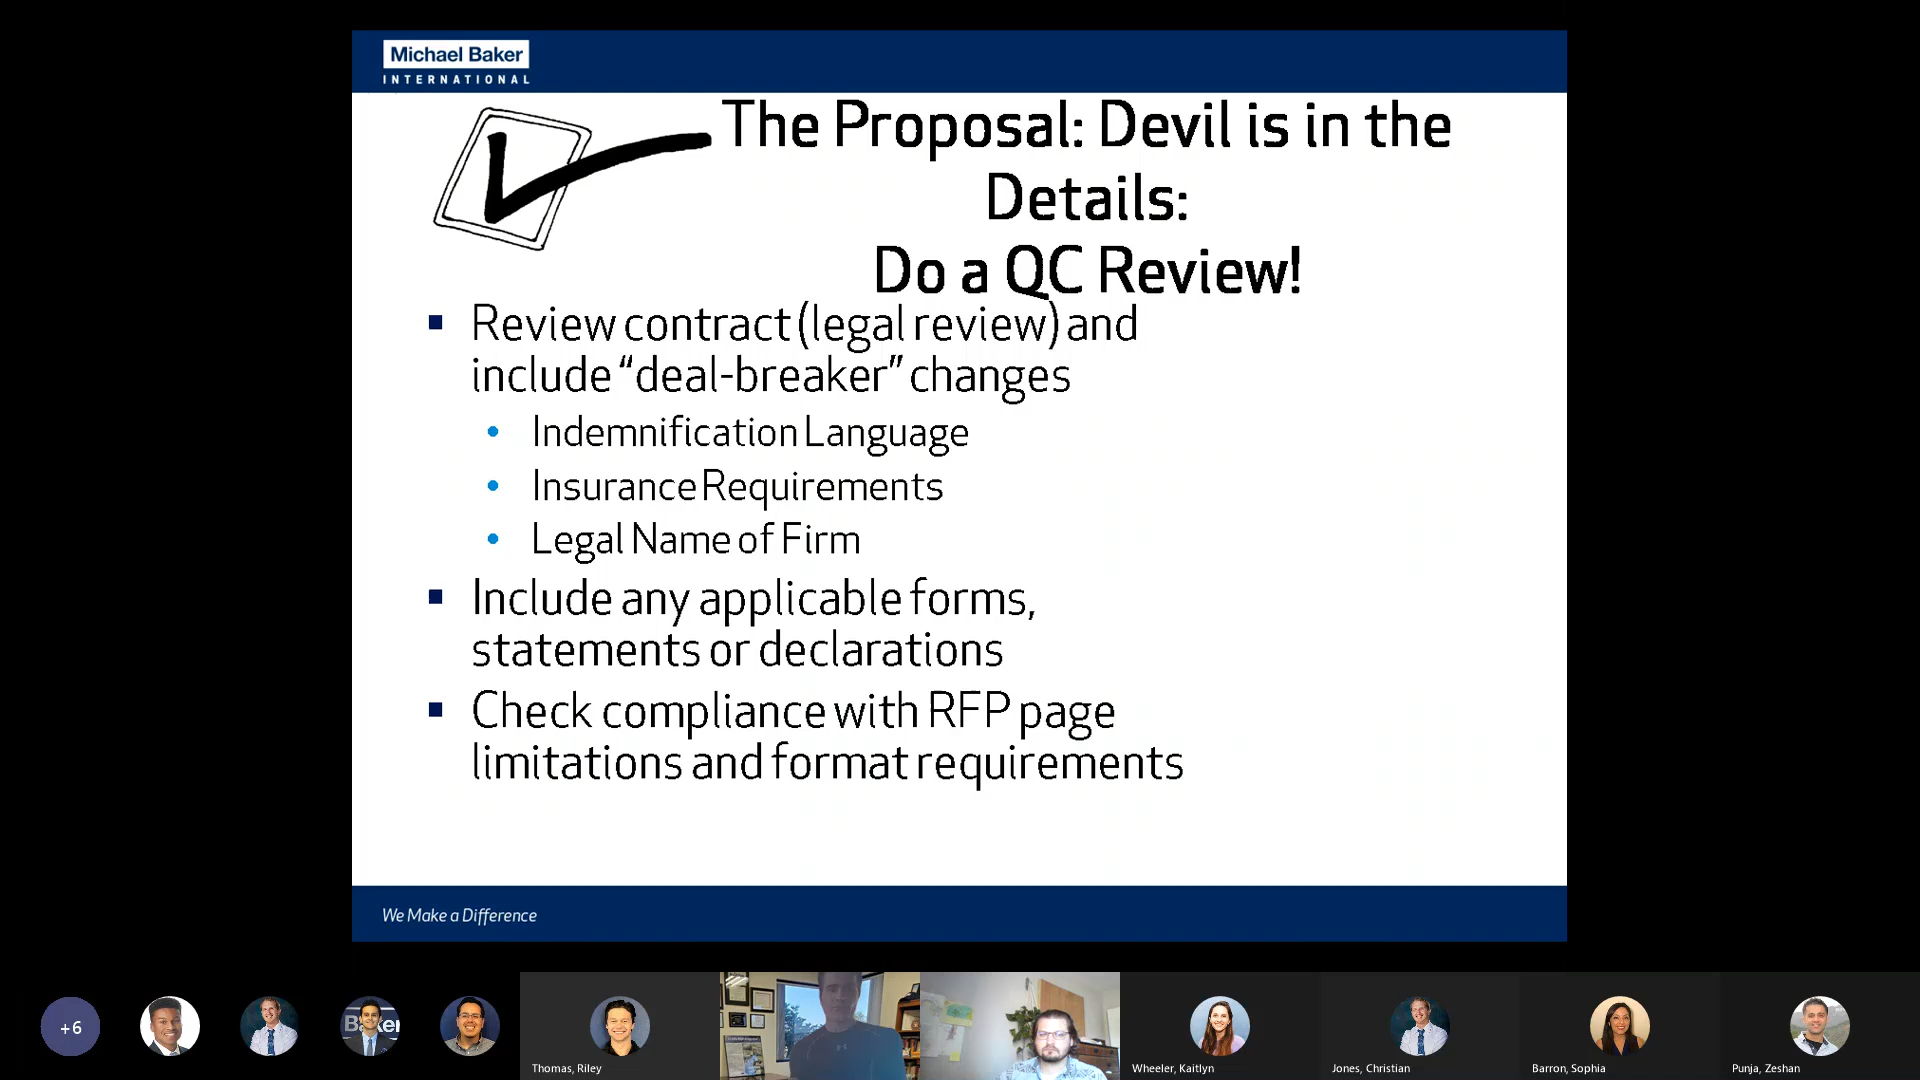 Michael Baker
INTERNATIONAL
The Proposal: Devil is in the
Details:
Do a QC Review!
Review contract (legal review) and
include “deal-breaker” changes
Indemnification Language
Insurance Requirements
Legal Name of Firm
Include any applicable forms,
statements or declarations
Check compliance with RFP page
limitations and format requirements
We Make a Difference
+6
Thomas, Riley
Wheeler, Kaitlyn
Jones, Christian
Barron, Sophia
Punja, Zeshan